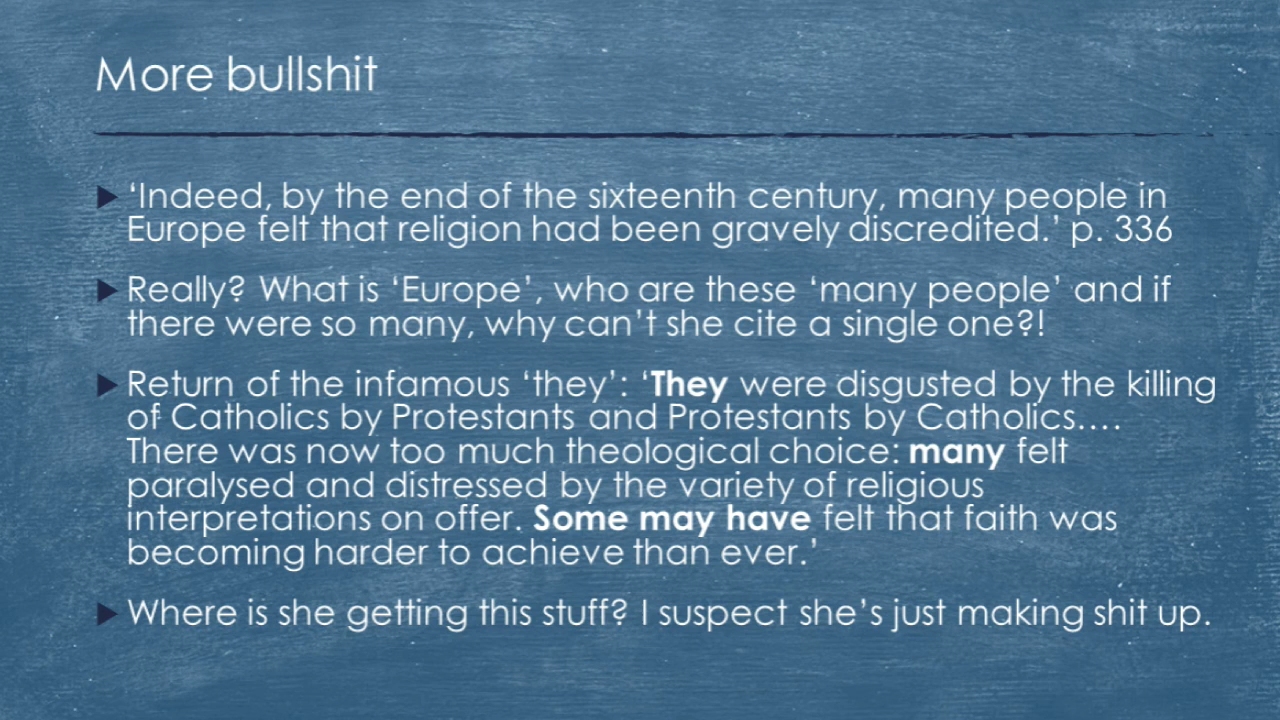 More bullshit
‘Indeed, by the end of the sixteenth century, many people in
Europe felt that religion had been gravely discredited.’ p. 336
Really? What is ‘Europe’, who are these ‘many people’ and if
there were so many, why can’t she cite a single one?!
Return of the infamous ‘they’: ‘They were disgusted by the killing
of Catholics by Protestants and Protestants by Catholics….
There was now too much theological choice: many felt
paralysed and distressed by the variety of religious
interpretations on offer. Some may have felt that faith was
becoming harder to achieve than ever.’
Where is she getting this stuff? I suspect she’s just making shit up.